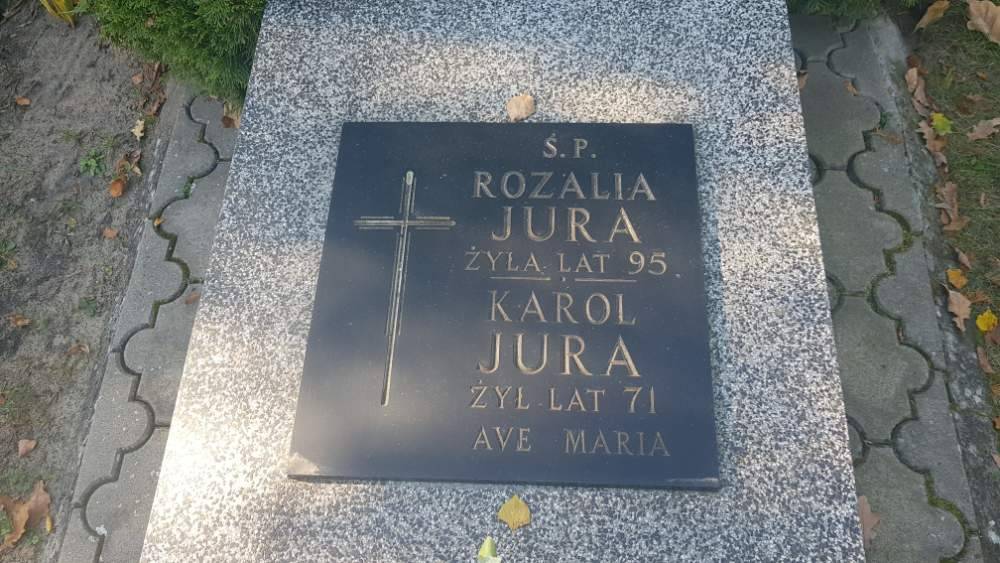 Ś.P.
ROZALIA
JURA
ŻYŁA LAT 95
KAROL
JURA
ŻYŁ LAT 71
AVE MARIA